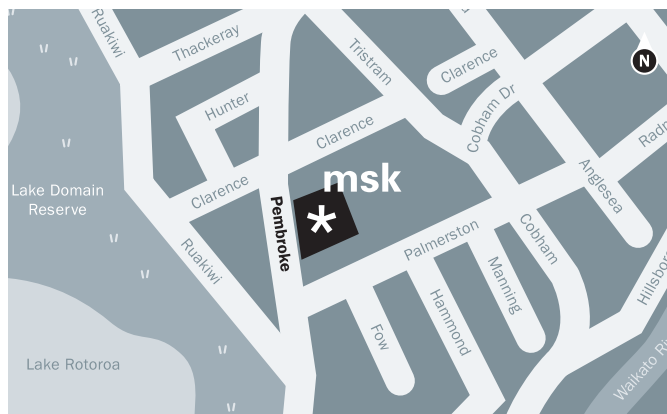 Ruakiwi
Thackeray
Tristram
Clarence
N
Hunter
Clarence
Cobham Dr
msk
Lake Domain
Reserve
Clarence
Pembroke
*
Anglesea
Ruakiwi
Palmerston
Cobham
Manning
Hammond
Fow
Lake Rotoroa